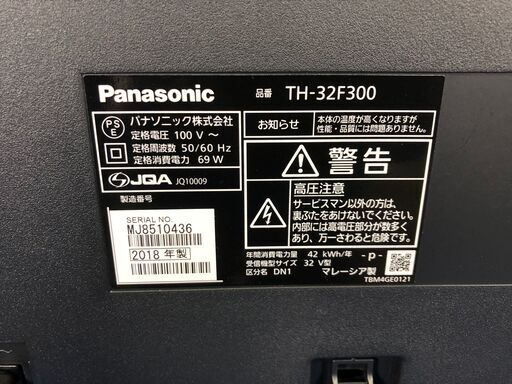 Panasonic
品番 TH-32F300
PS
E
パナソニック株式会社
定格電圧 100 V ～
定格周波数 50/60 Hz
定格消費電力 69 W
JQA JQ10009
製造番号
SERIAL NO.
MJ8510436
2018 年製
お知らせ
本体の温度が高くなりますが
性能・品質には問題ありません。
警告
高圧注意
サービスマン以外の方は、
裏ぶたをあけないでください。
内部には高電圧部分が数多く
あり、万一さわると危険です。
年間消費電力量 42 kWh/年
受信機型サイズ 32 V型
区分名 DN1
-p-
マレーシア製
TBM4GE0121